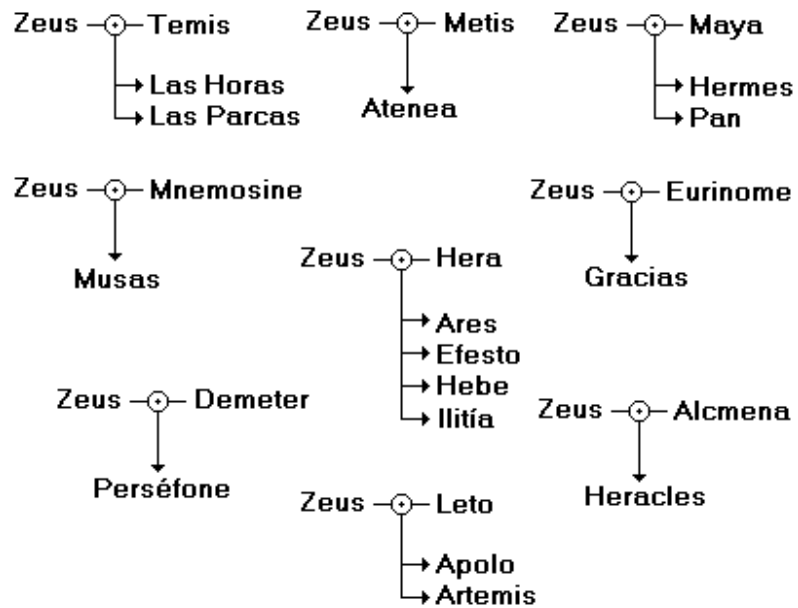 Zeus Temis
Las Horas
Las Parcas
Zeus Metis
Atenea
Zeus Maya
Hermes
Pan
Zeus Mnemosine
Musas
Zeus Hera
Ares
Efesto
Hebe
Ilitía
Zeus Eurinome
Gracias
Zeus Demeter
Perséfone
Zeus Leto
Apolo
Artemis
Zeus Alcmena
Heracles